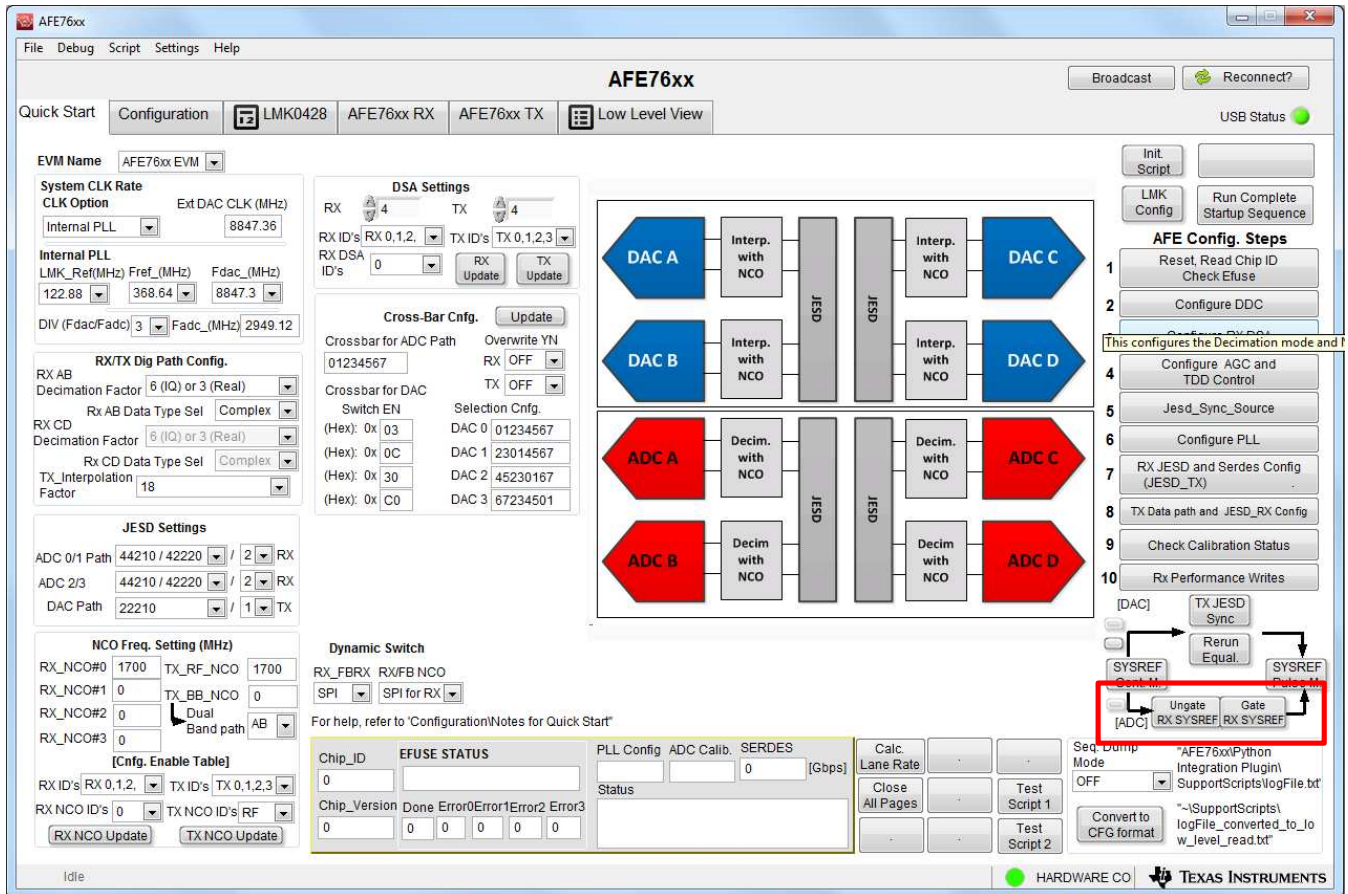 AFE76xx
File Debug Script Settings Help
AFE76xx
Broadcast
Reconnect?
Quick Start
Configuration
LMK0428
AFE76xx RX
AFE76xx TX
Low Level View
USB Status
EVM Name AFE76xx EVM
System CLK Rate
CLK Option Ext DAC CLK (MHz)
Internal PLL 8847.36
Internal PLL
LMK_Ref(MHz) Fref_(MHz) Fdac_(MHz)
122.88 368.64 8847.3
DIV (Fdac/Fadc) 3 Fadc_(MHz) 2949.12
RX/TX Dig Path Config.
RX AB
Decimation Factor 6 (IQ) or 3 (Real)
Rx AB Data Type Sel Complex
RX CD
Decimation Factor 6 (IQ) or 3 (Real)
Rx CD Data Type Sel Complex
TX_Interpolation
Factor 18
JESD Settings
ADC 0/1 Path 44210 / 42220 / 2 RX
ADC 2/3 44210 / 42220 / 2 RX
DAC Path 22210 / 1 TX
NCO Freq. Setting (MHz)
RX_NCO#0 1700 TX_RF_NCO 1700
RX_NCO#1 0 TX_BB_NCO 0
RX_NCO#2 0 Dual
Band path AB
RX_NCO#3 0
[Cnfg. Enable Table]
RX ID's RX 0,1,2, TX ID's TX 0,1,2,3
RX NCO ID's 0 TX NCO ID's RF
RX NCO Update TX NCO Update
DSA Settings
RX 4 TX 4
RX ID's RX 0,1,2, TX ID's TX 0,1,2,3
RX DSA
ID's 0
RX
Update
TX
Update
Cross-Bar Cnfg. Update
Crossbar for ADC Path Overwrite YN
01234567 RX OFF
Crossbar for DAC TX OFF
Switch EN Selection Cnfg.
(Hex): 0x 03 DAC 0 01234567
(Hex): 0x 0C DAC 1 23014567
(Hex): 0x 30 DAC 2 45230167
(Hex): 0x C0 DAC 3 67234501
Dynamic Switch
RX_FBRX RX/FB NCO
SPI SPI for RX
For help, refer to 'Configuration\Notes for Quick Start"
DAC A
Interp.
with
NCO
JESD
JESD
Interp.
with
NCO
DAC C
DAC B
Interp.
with
NCO
Interp.
with
NCO
DAC D
ADC A
Decim.
with
NCO
JESD
JESD
Decim.
with
NCO
ADC C
ADC B
Decim
with
NCO
Decim
with
NCO
ADC D
Init.
Script
LMK
Config
Run Complete
Startup Sequence
AFE Config. Steps
1 Reset, Read Chip ID
Check Efuse
2 Configure DDC
This configures the Decimation mode and
4 Configure AGC and
TDD Control
5 Jesd_Sync_Source
6 Configure PLL
7 RX JESD and Serdes Config
(JESD_TX) .
8 TX Data path and JESD_RX Config
9 Check Calibration Status
10 Rx Performance Writes
[DAC]
TX JESD
Sync
Rerun
Equal.
SYSREF
Cont. M.
SYSREF
Pulse M.
[ADC]
Ungate
RX SYSREF
Gate
RX SYSREF
Chip_ID
0
Chip_Version
0
EFUSE STATUS
Done Error0 Error1 Error2 Error3
0 0 0 0 0
PLL Config ADC Calib. SERDES
0 [Gbps]
Status
Calc.
Lane Rate
Close
All Pages
Test
Script 1
Test
Script 2
Seq. Dump
Mode
OFF
"AFE76xx\Python
Integration Plugin\
SupportScripts\logFile.txt'
Convert to
CFG format
"~\SupportScripts\
logFile_converted_to_lo
w_level_read.txt"
Idle
HARDWARE CO
TEXAS INSTRUMENTS